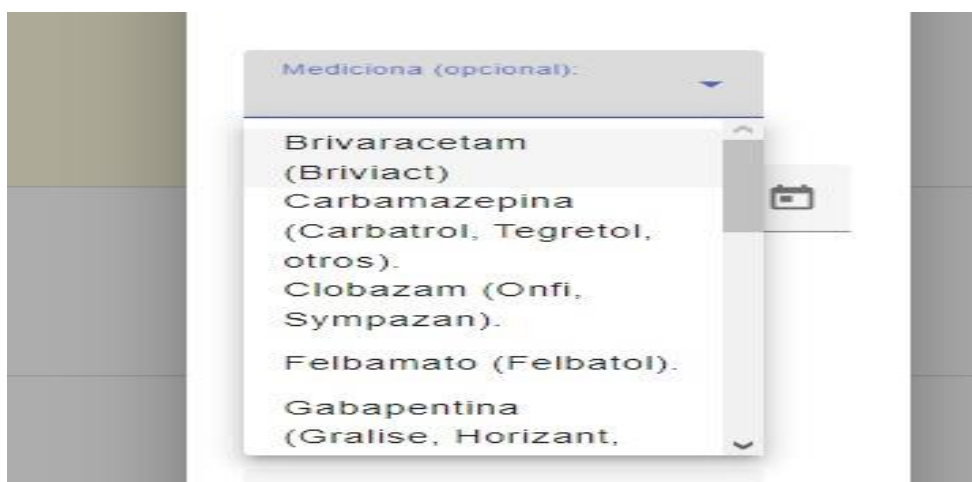 Mediciona (opcional):
Brivaracetam
(Briviact)
Carbamazepina
(Carbatrol, Tegretol,
otros).
Clobazam (Onfi,
Sympazan).
Felbamato (Felbatol).
Gabapentina
(Gralise, Horizant,